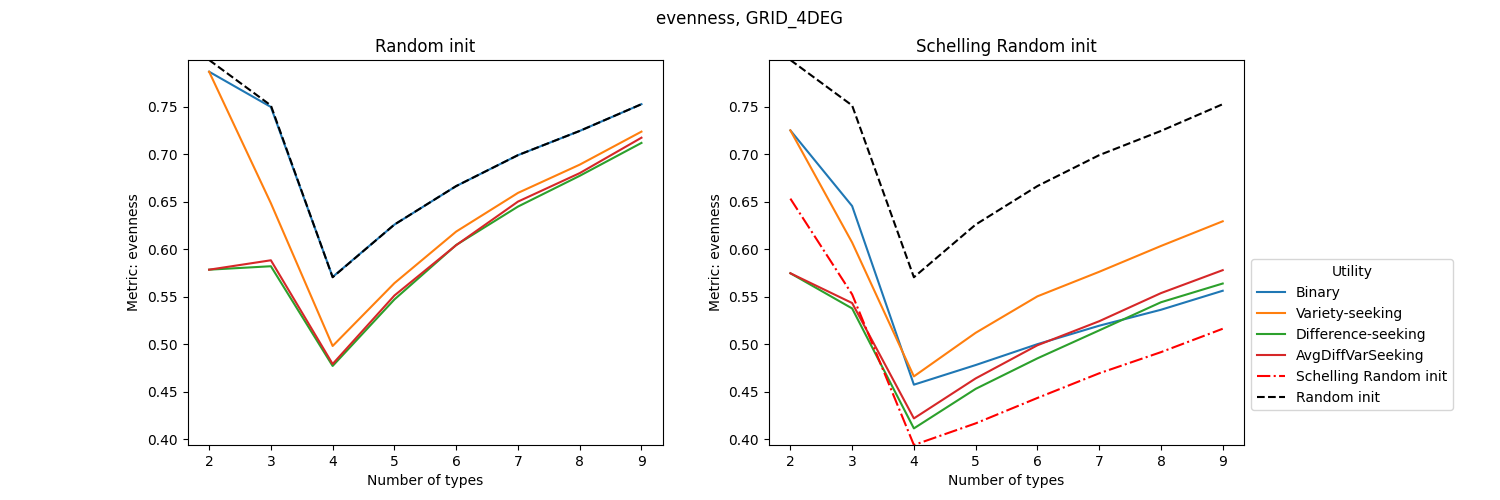 evenness, GRID_4DEG
Random init
Metric: evenness
0.75
0.70
0.65
0.60
0.55
0.50
0.45
0.40
2 3 4 5 6 7 8 9
Number of types
Schelling Random init
Metric: evenness
0.75
0.70
0.65
0.60
0.55
0.50
0.45
0.40
2 3 4 5 6 7 8 9
Number of types
Utility
Binary
Variety-seeking
Difference-seeking
AvgDiffVarSeeking
Schelling Random init
Random init